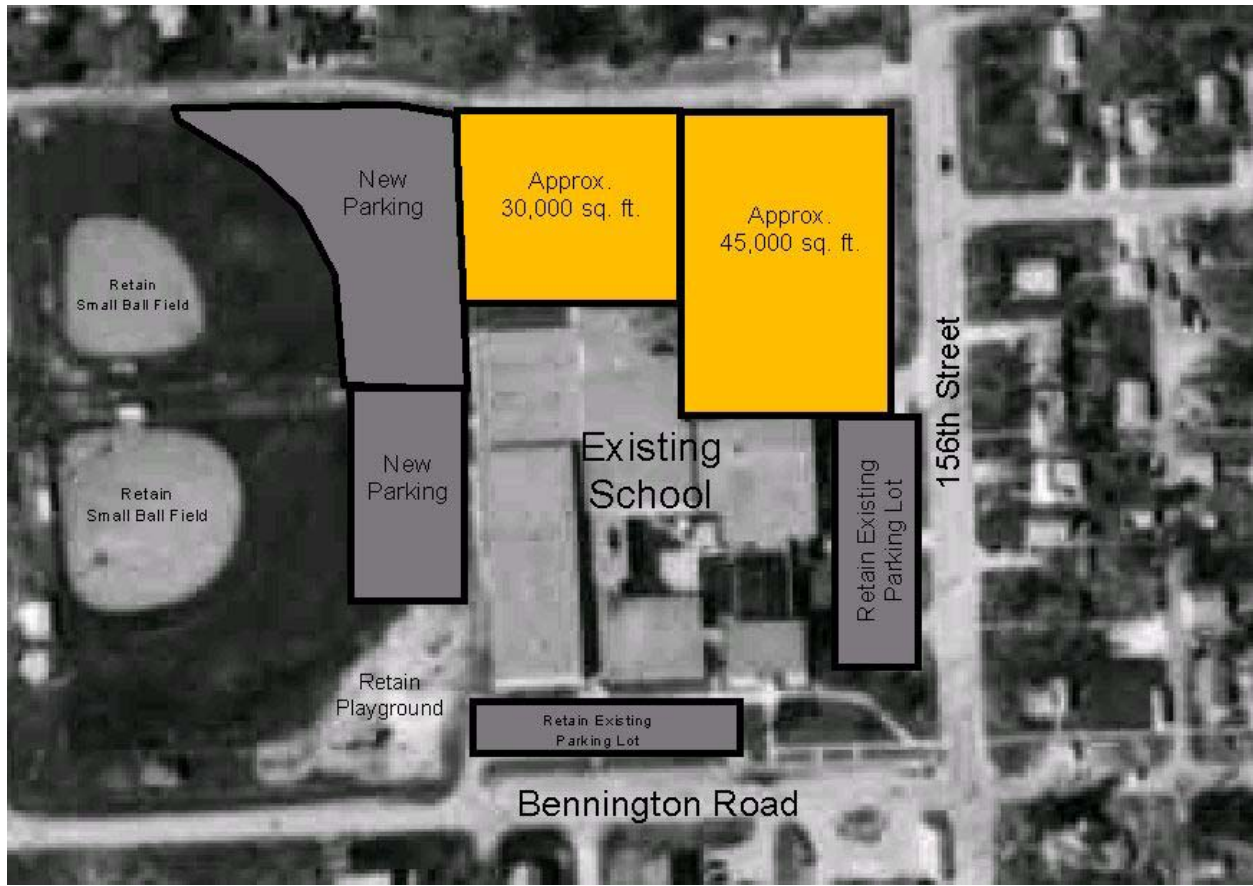 New
Parking
Approx.
30,000 sq. ft.
Approx.
45,000 sq. ft.
Retain
Small Ball Field
156th Street
New
Parking
Existing
School
Retain Existing
Parking Lot
Retain
Small Ball Field
Retain
Playground
Retain Existing
Parking Lot
Bennington Road